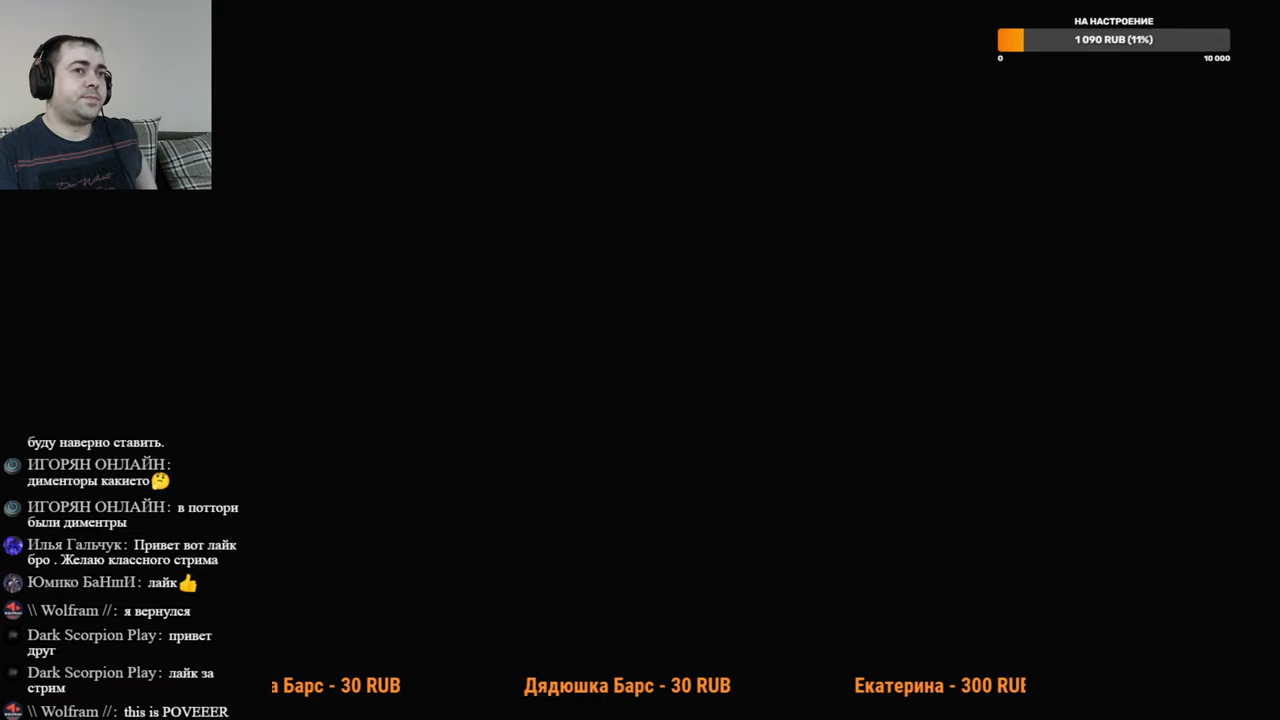 НА НАСТРОЕНИЕ
1 090 RUB (11%)
0
10 000
буду наверно ставить.
ИГОРЯН ОНЛАЙН:
дименторы какието🤔
ИГОРЯН ОНЛАЙН: в поттори
были диментры
Илья Гальчук: Привет вот лайк
бро . Желаю классного стрима
Юмико БаНшИ: лайк👍
\\ Wolfram //: я вернулся
Dark Scorpion Play: привет
друг
Dark Scorpion Play: лайк за
стрим
\\ Wolfram //: this is POVEEER
а Барс - 30 RUB
Дядюшка Барс - 30 RUB
Екатерина - 300 RUB